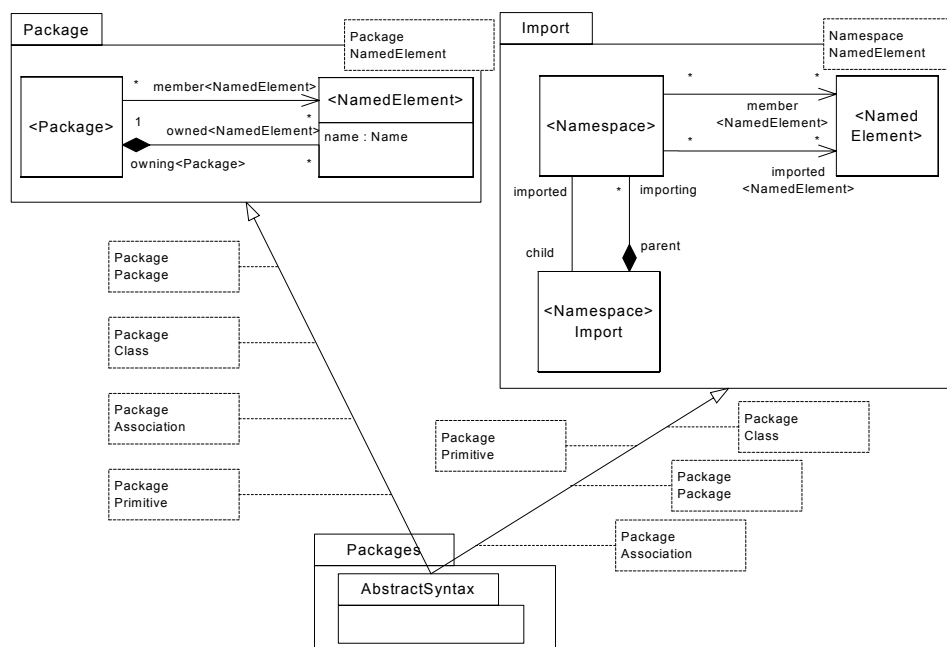 Package
Package
NamedElement
<Package>
*
member<NamedElement>
<NamedElement>
*
1
owned<NamedElement>
name : Name
owning<Package>
*
Import
Namespace
NamedElement
<Namespace>
*
*
member
<NamedElement>
<Named
Element>
*
*
imported
<NamedElement>
imported
*
importing
child
parent
<Namespace>
Import
Package
Package
Package
Class
Package
Association
Package
Primitive
Package
Primitive
Package
Class
Package
Package
Package
Association
Packages
AbstractSyntax